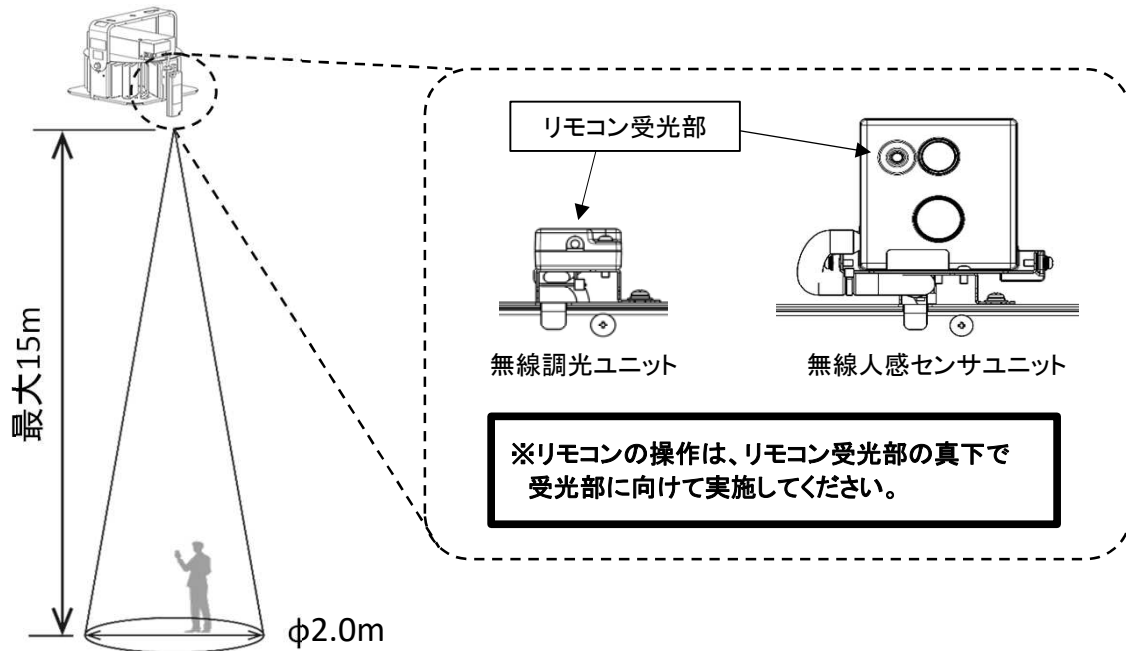 リモコン受光部
最大15m
無線調光ユニット
無線人感センサユニット
※リモコンの操作は、リモコン受光部の真下で
受光部に向けて実施してください。
φ2.0m